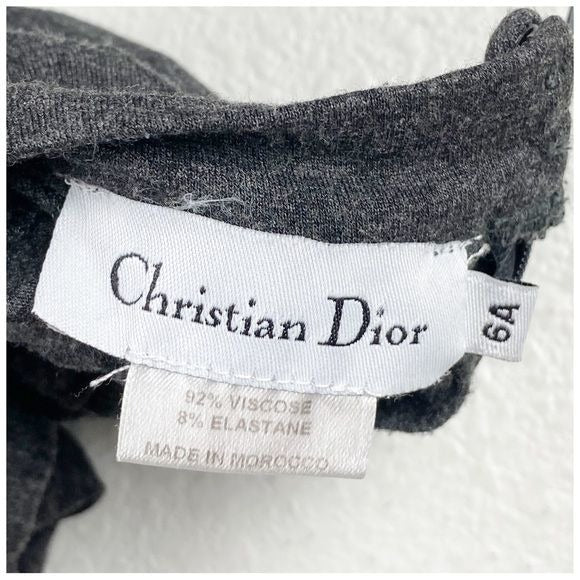 Christian Dior
6A
92% VISCOSE
8% ELASTANE
MADE IN MOROCCO